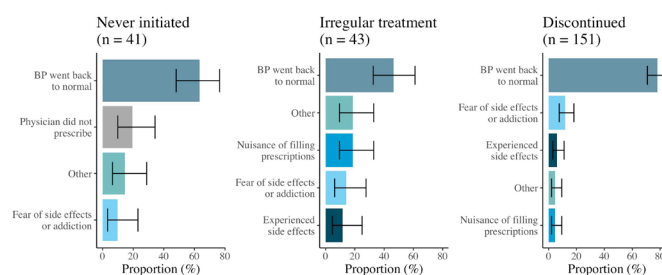 Never initiated
(n = 41)
BP went back
to normal
Physician did not
prescribe
Other
Fear of side effects
or addiction
0 20 40 60 80
Proportion (%)
Irregular treatment
(n = 43)
BP went back
to normal
Other
Nuisance of filling
prescriptions
Fear of side effects
or addiction
Experienced
side effects
0 20 40 60 80
Proportion (%)
Discontinued
(n = 151)
BP went back
to normal
Fear of side effects
or addiction
Experienced
side effects
Other
Nuisance of filling
prescriptions
0 20 40 60 80
Proportion (%)